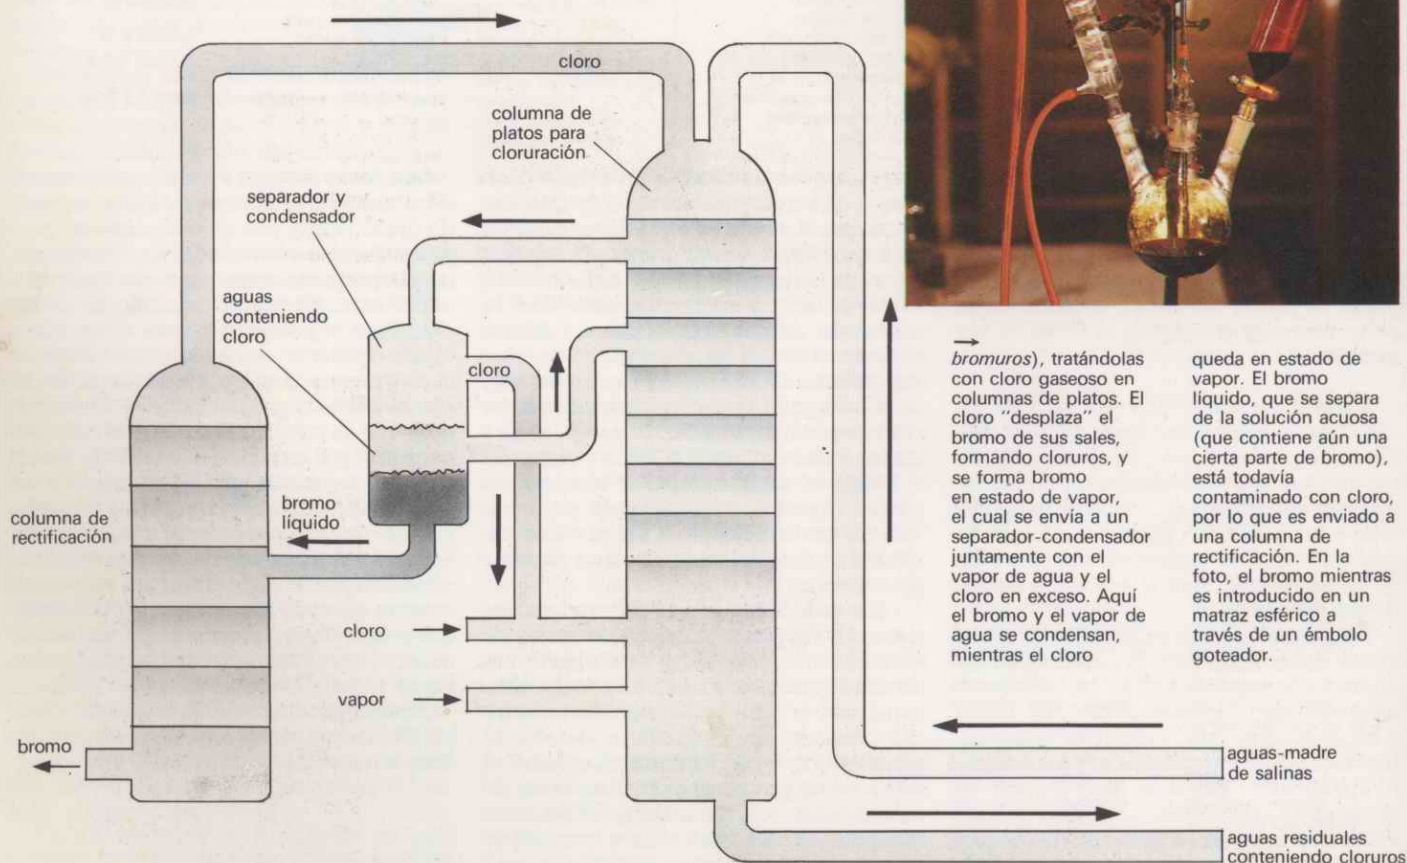 cloro
columna de
platos para
cloruración
separador y
condensador
aguas
conteniendo
cloro
cloro
bromo
líquido
columna de
rectificación
cloro
vapor
bromo
aguas-madre
de salinas
aguas residuales
conteniendo cloruros
→
bromuros), tratándolas
con cloro gaseoso en
columnas de platos. El
cloro "desplaza" el
bromo de sus sales,
formando cloruros, y
se forma bromo
en estado de vapor,
el cual se envía a un
separador-condensador
juntamente con el
vapor de agua y el
cloro en exceso. Aquí
el bromo y el vapor de
agua se condensan,
mientras el cloro
queda en estado de
vapor. El bromo
líquido, que se separa
de la solución acuosa
(que contiene aún una
cierta parte de bromo),
está todavía
contaminado con cloro,
por lo que es enviado a
una columna de
rectificación. En la
foto, el bromo mientras
es introducido en un
matraz esférico a
través de un émbolo
goteador.